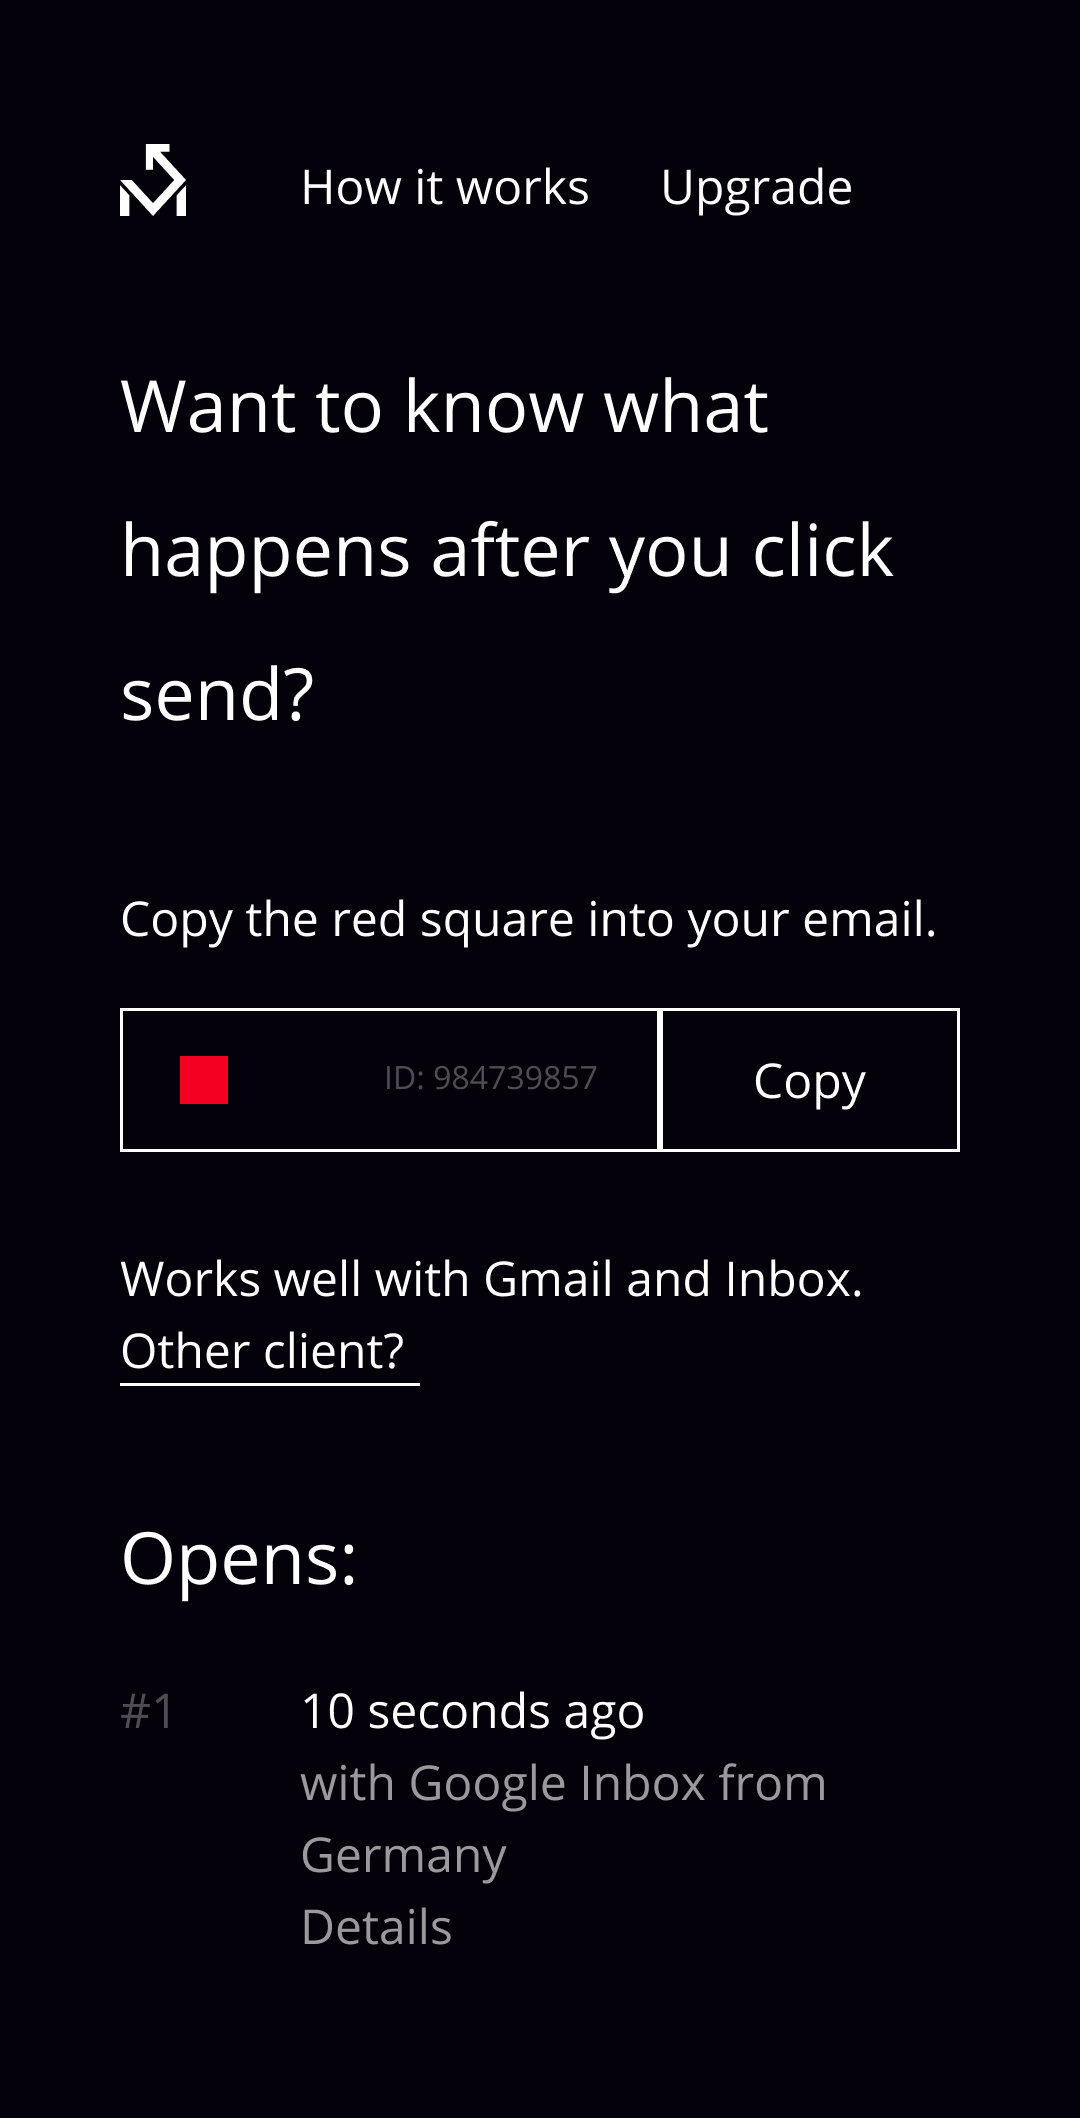 How it works Upgrade
Want to know what
happens after you click
send?
Copy the red square into your email.
ID: 984739857 Copy
Works well with Gmail and Inbox.
Other client?
Opens:
#1 10 seconds ago
with Google Inbox from
Germany
Details